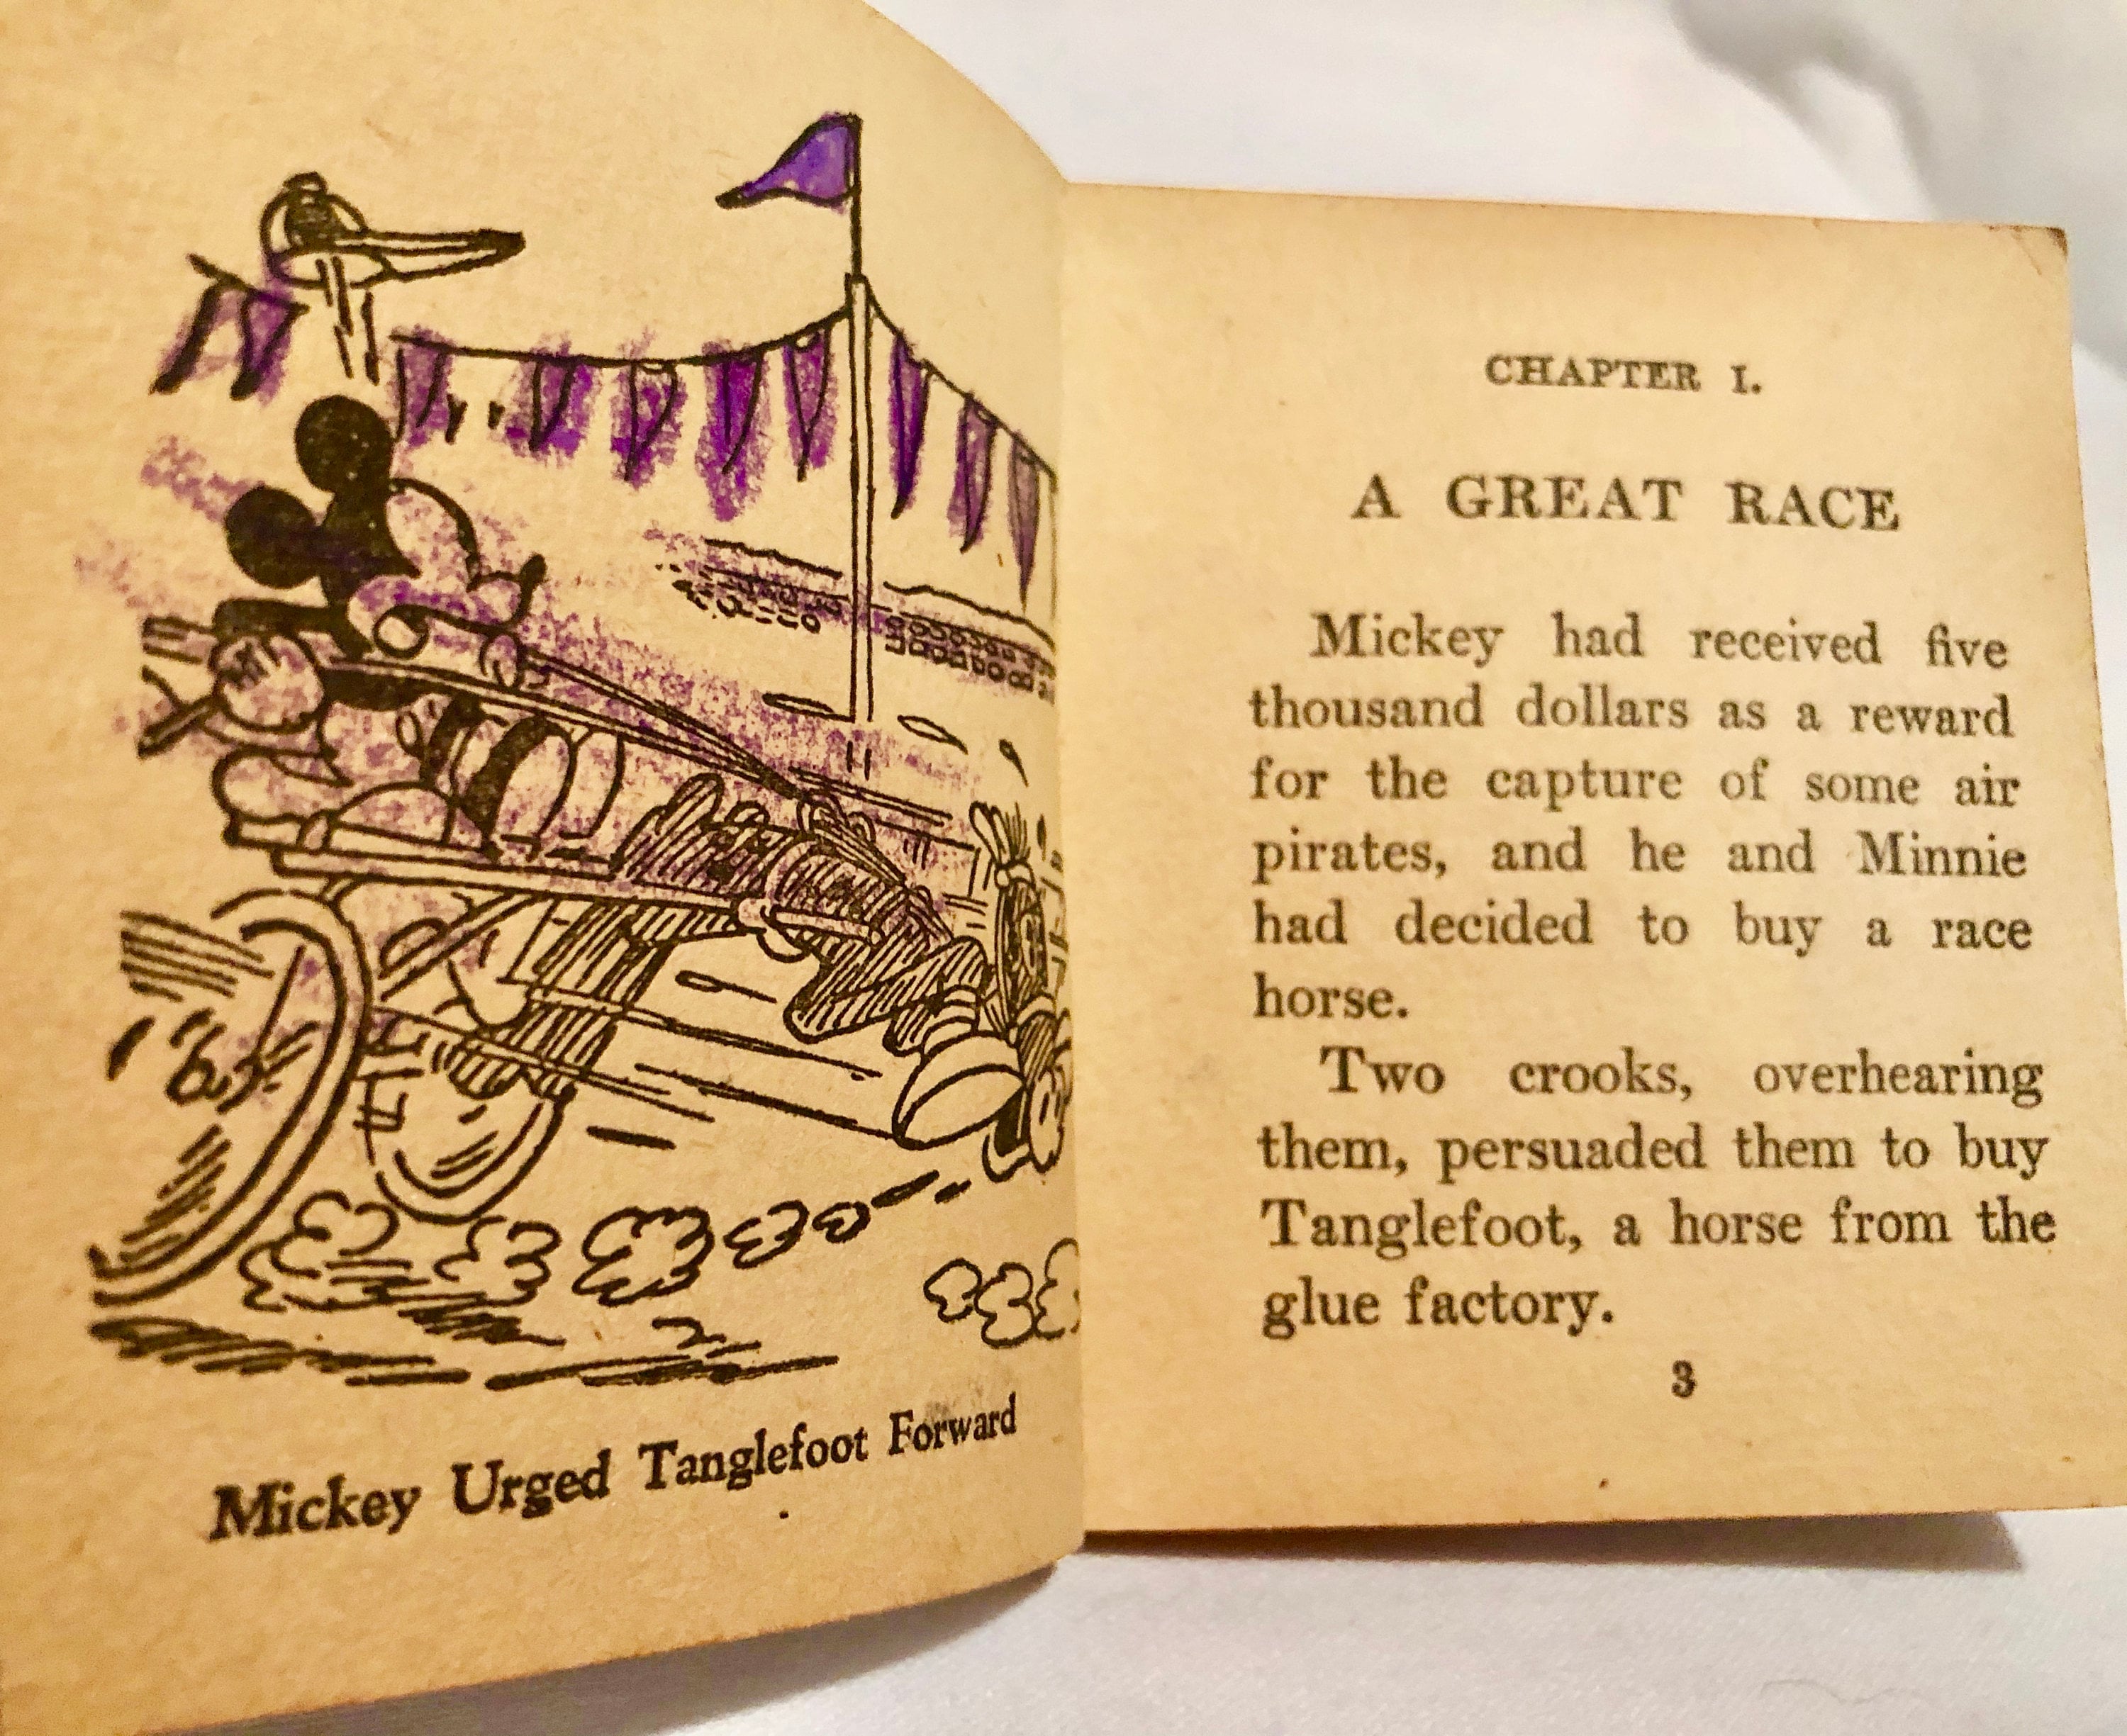 Mickey Urged Tanglefoot Forward
CHAPTER I.
A GREAT RACE
Mickey had received five
thousand dollars as a reward
for the capture of some air
pirates, and he and Minnie
had decided to buy a race
horse.
Two crooks, overhearing
them, persuaded them to buy
Tanglefoot, a horse from the
glue factory.
3